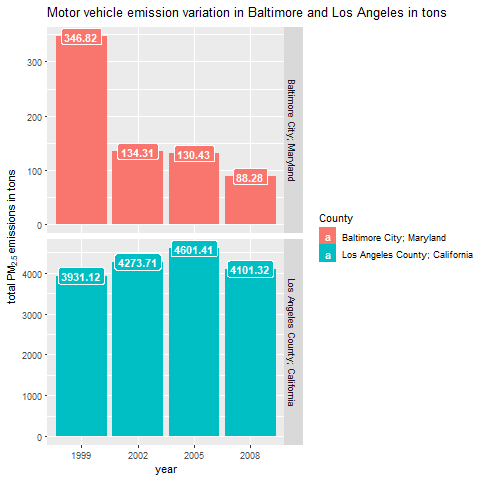 Motor vehicle emission variation in Baltimore and Los Angeles in tons
total PM2.5 emissions in tons
300
200
100
0
346.82
134.31
130.43
88.28
Baltimore City; Maryland
4000
3000
2000
1000
0
3931.12
4273.71
4601.41
4101.32
Los Angeles County; California
1999
2002
2005
2008
year
County
a Baltimore City; Maryland
a Los Angeles County; California